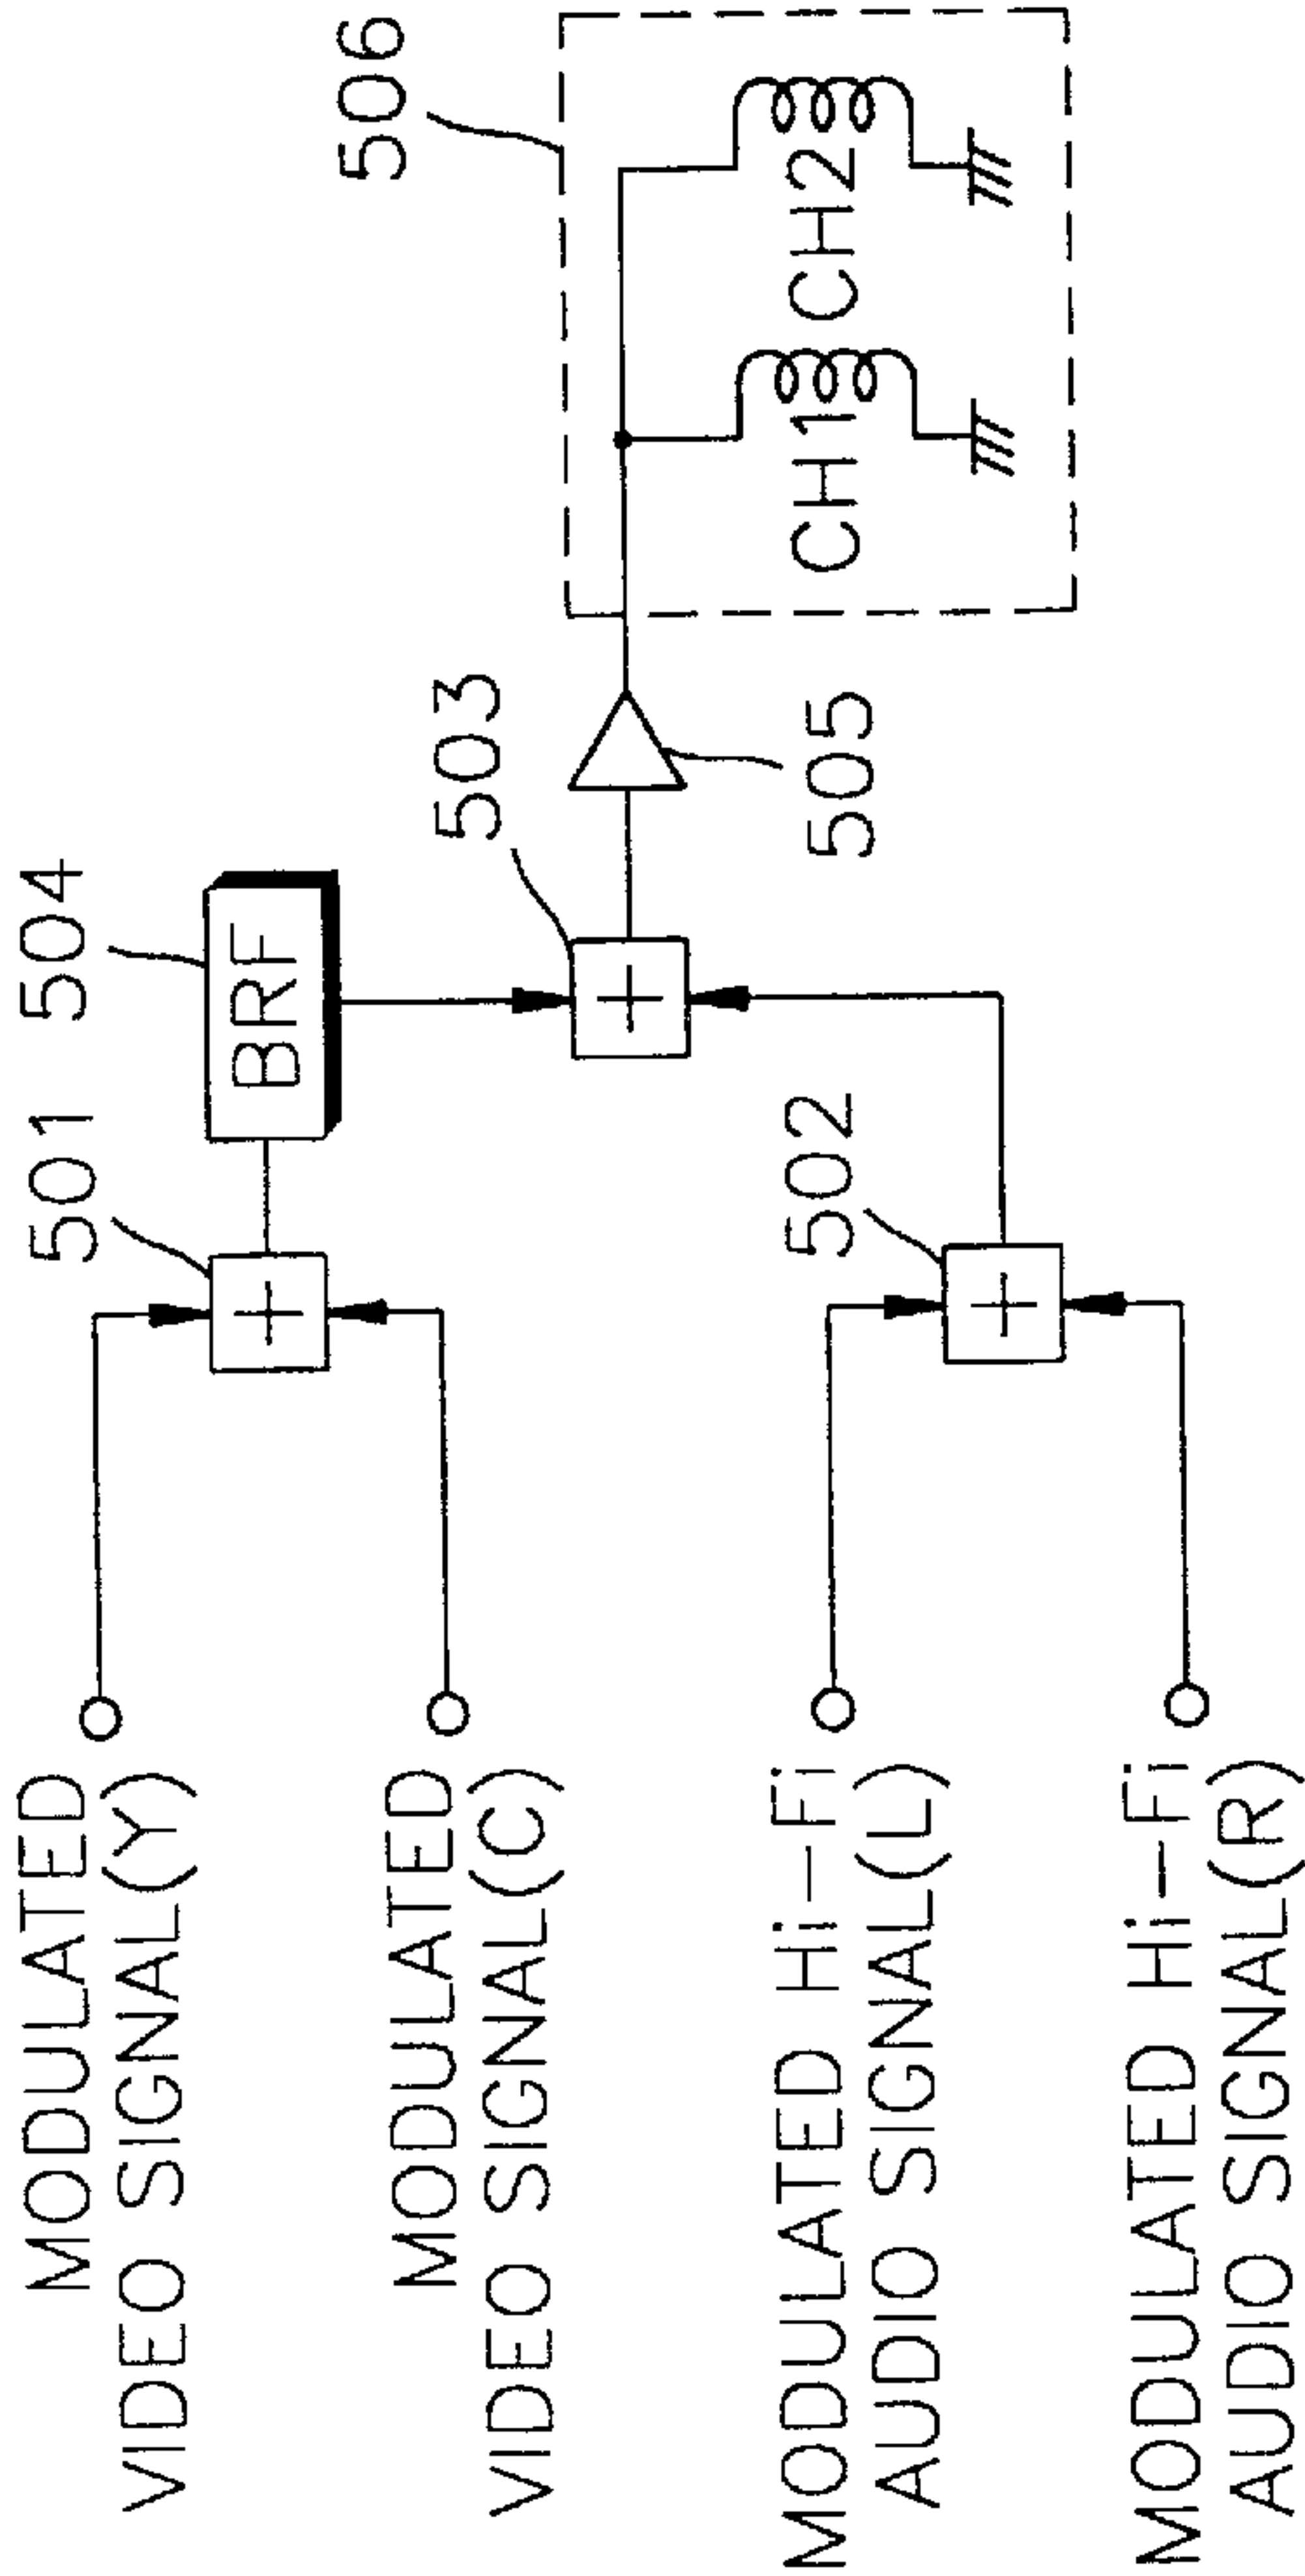 MODULATED
VIDEO SIGNAL(Y)
MODULATED
VIDEO SIGNAL(C)
MODULATED Hi-Fi
AUDIO SIGNAL(L)
MODULATED Hi-Fi
AUDIO SIGNAL(R)
501
504
BRF
502
503
505
506
CH1
CH2